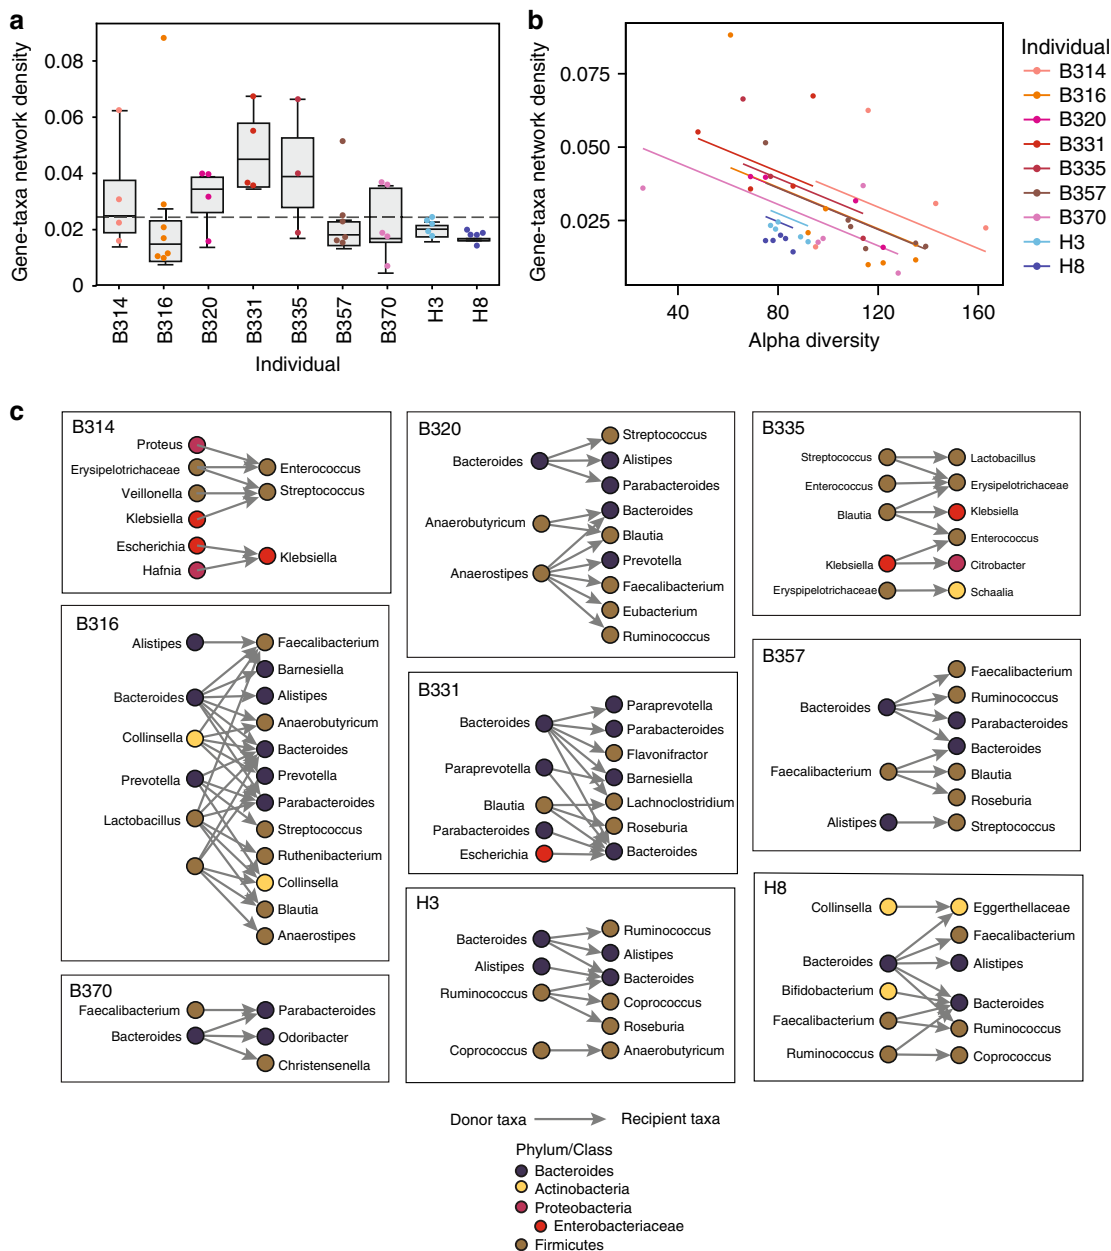 a
Gene-taxa network density
0.08
0.06
0.04
0.02
0
B314
B316
B320
B331
B335
B357
B370
H3
H8
Individual
b
Gene-taxa network density
0.075
0.050
0.025
40
80
120
160
Alpha diversity
Individual
B314
B316
B320
B331
B335
B357
B370
H3
H8
c
B314
Proteus
Erysipelotrichaceae
Veillonella
Klebsiella
Escherichia
Hafnia
Enterococcus
Streptococcus
Klebsiella
B316
Alistipes
Bacteroides
Collinsella
Prevotella
Lactobacillus
Faecalibacterium
Barnesiella
Alistipes
Anaerobutyricum
Bacteroides
Prevotella
Parabacteroides
Streptococcus
Ruthenibacterium
Collinsella
Blautia
Anaerostipes
B370
Faecalibacterium
Bacteroides
Parabacteroides
Odoribacter
Christensenella
B320
Bacteroides
Anaerobutyricum
Anaerostipes
Streptococcus
Alistipes
Parabacteroides
Bacteroides
Blautia
Prevotella
Faecalibacterium
Eubacterium
Ruminococcus
B331
Bacteroides
Paraprevotella
Blautia
Parabacteroides
Escherichia
Paraprevotella
Parabacteroides
Flavonifractor
Barnesiella
Lachnoclostridium
Roseburia
Bacteroides
H3
Bacteroides
Alistipes
Ruminococcus
Coprococcus
Ruminococcus
Alistipes
Bacteroides
Coprococcus
Roseburia
Anaerobutyricum
B335
Streptococcus
Enterococcus
Blautia
Klebsiella
Erysipelotrichaceae
Lactobacillus
Erysipelotrichaceae
Klebsiella
Enterococcus
Citrobacter
Schaalia
B357
Bacteroides
Faecalibacterium
Alistipes
Faecalibacterium
Ruminococcus
Parabacteroides
Bacteroides
Blautia
Roseburia
Streptococcus
H8
Collinsella
Bacteroides
Bifidobacterium
Faecalibacterium
Ruminococcus
Eggerthellaceae
Faecalibacterium
Alistipes
Bacteroides
Ruminococcus
Coprococcus
Donor taxa
Recipient taxa
Phylum/Class
Bacteroides
Actinobacteria
Proteobacteria
Enterobacteriaceae
Firmicutes